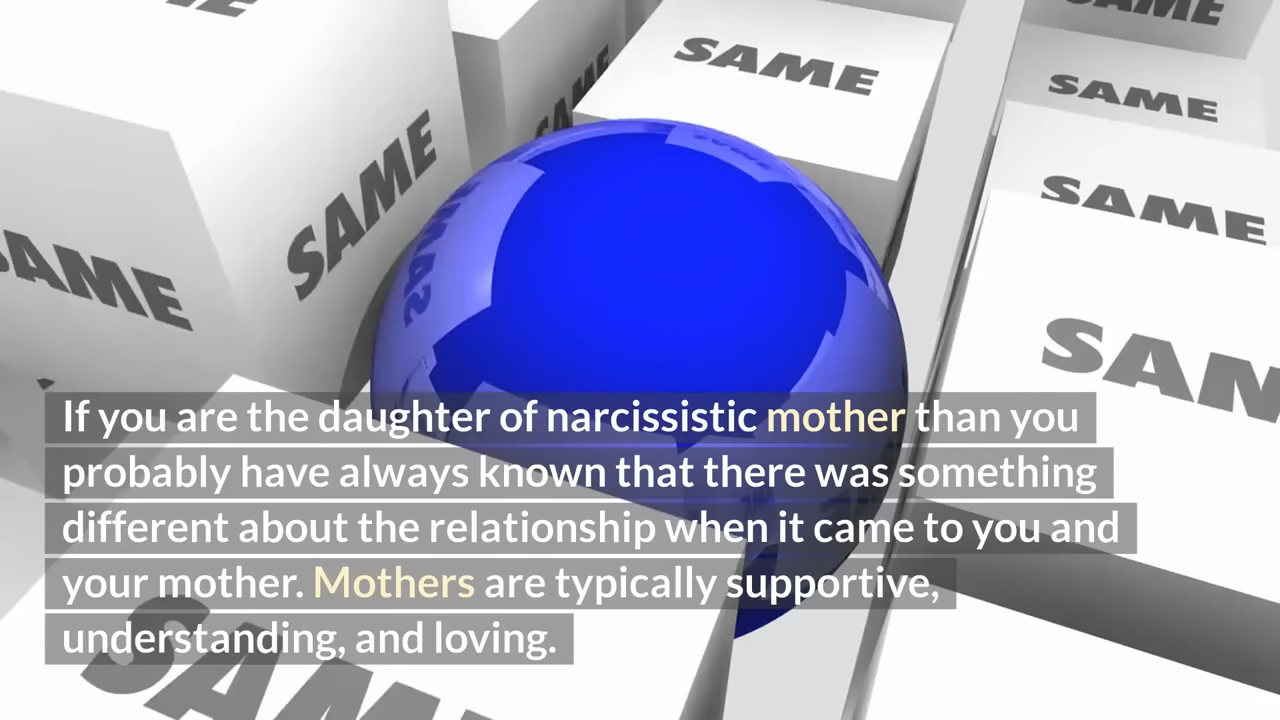 SAME
SAME
SAME
SAME
SAME
SAME
SAME
If you are the daughter of narcissistic mother than you
probably have always known that there was something
different about the relationship when it came to you and
your mother. Mothers are typically supportive,
understanding, and loving.